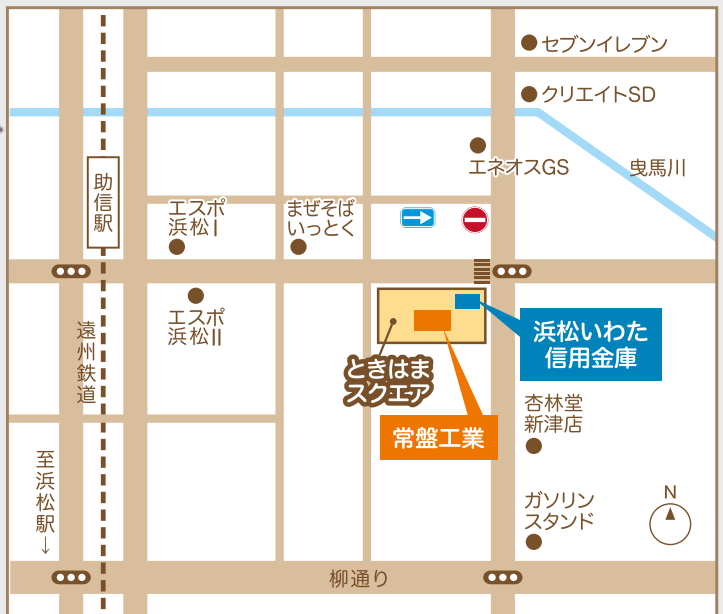 セブンイレブン
クリエイトSD
エネオスGS
曳馬川
助信駅
エスポ
浜松I
まぜそば
いっとく
エスポ
浜松II
遠州鉄道
ときはま
スクエア
浜松いわた
信用金庫
常盤工業
杏林堂
新津店
至浜松駅↓
ガソリン
スタンド
N
柳通り